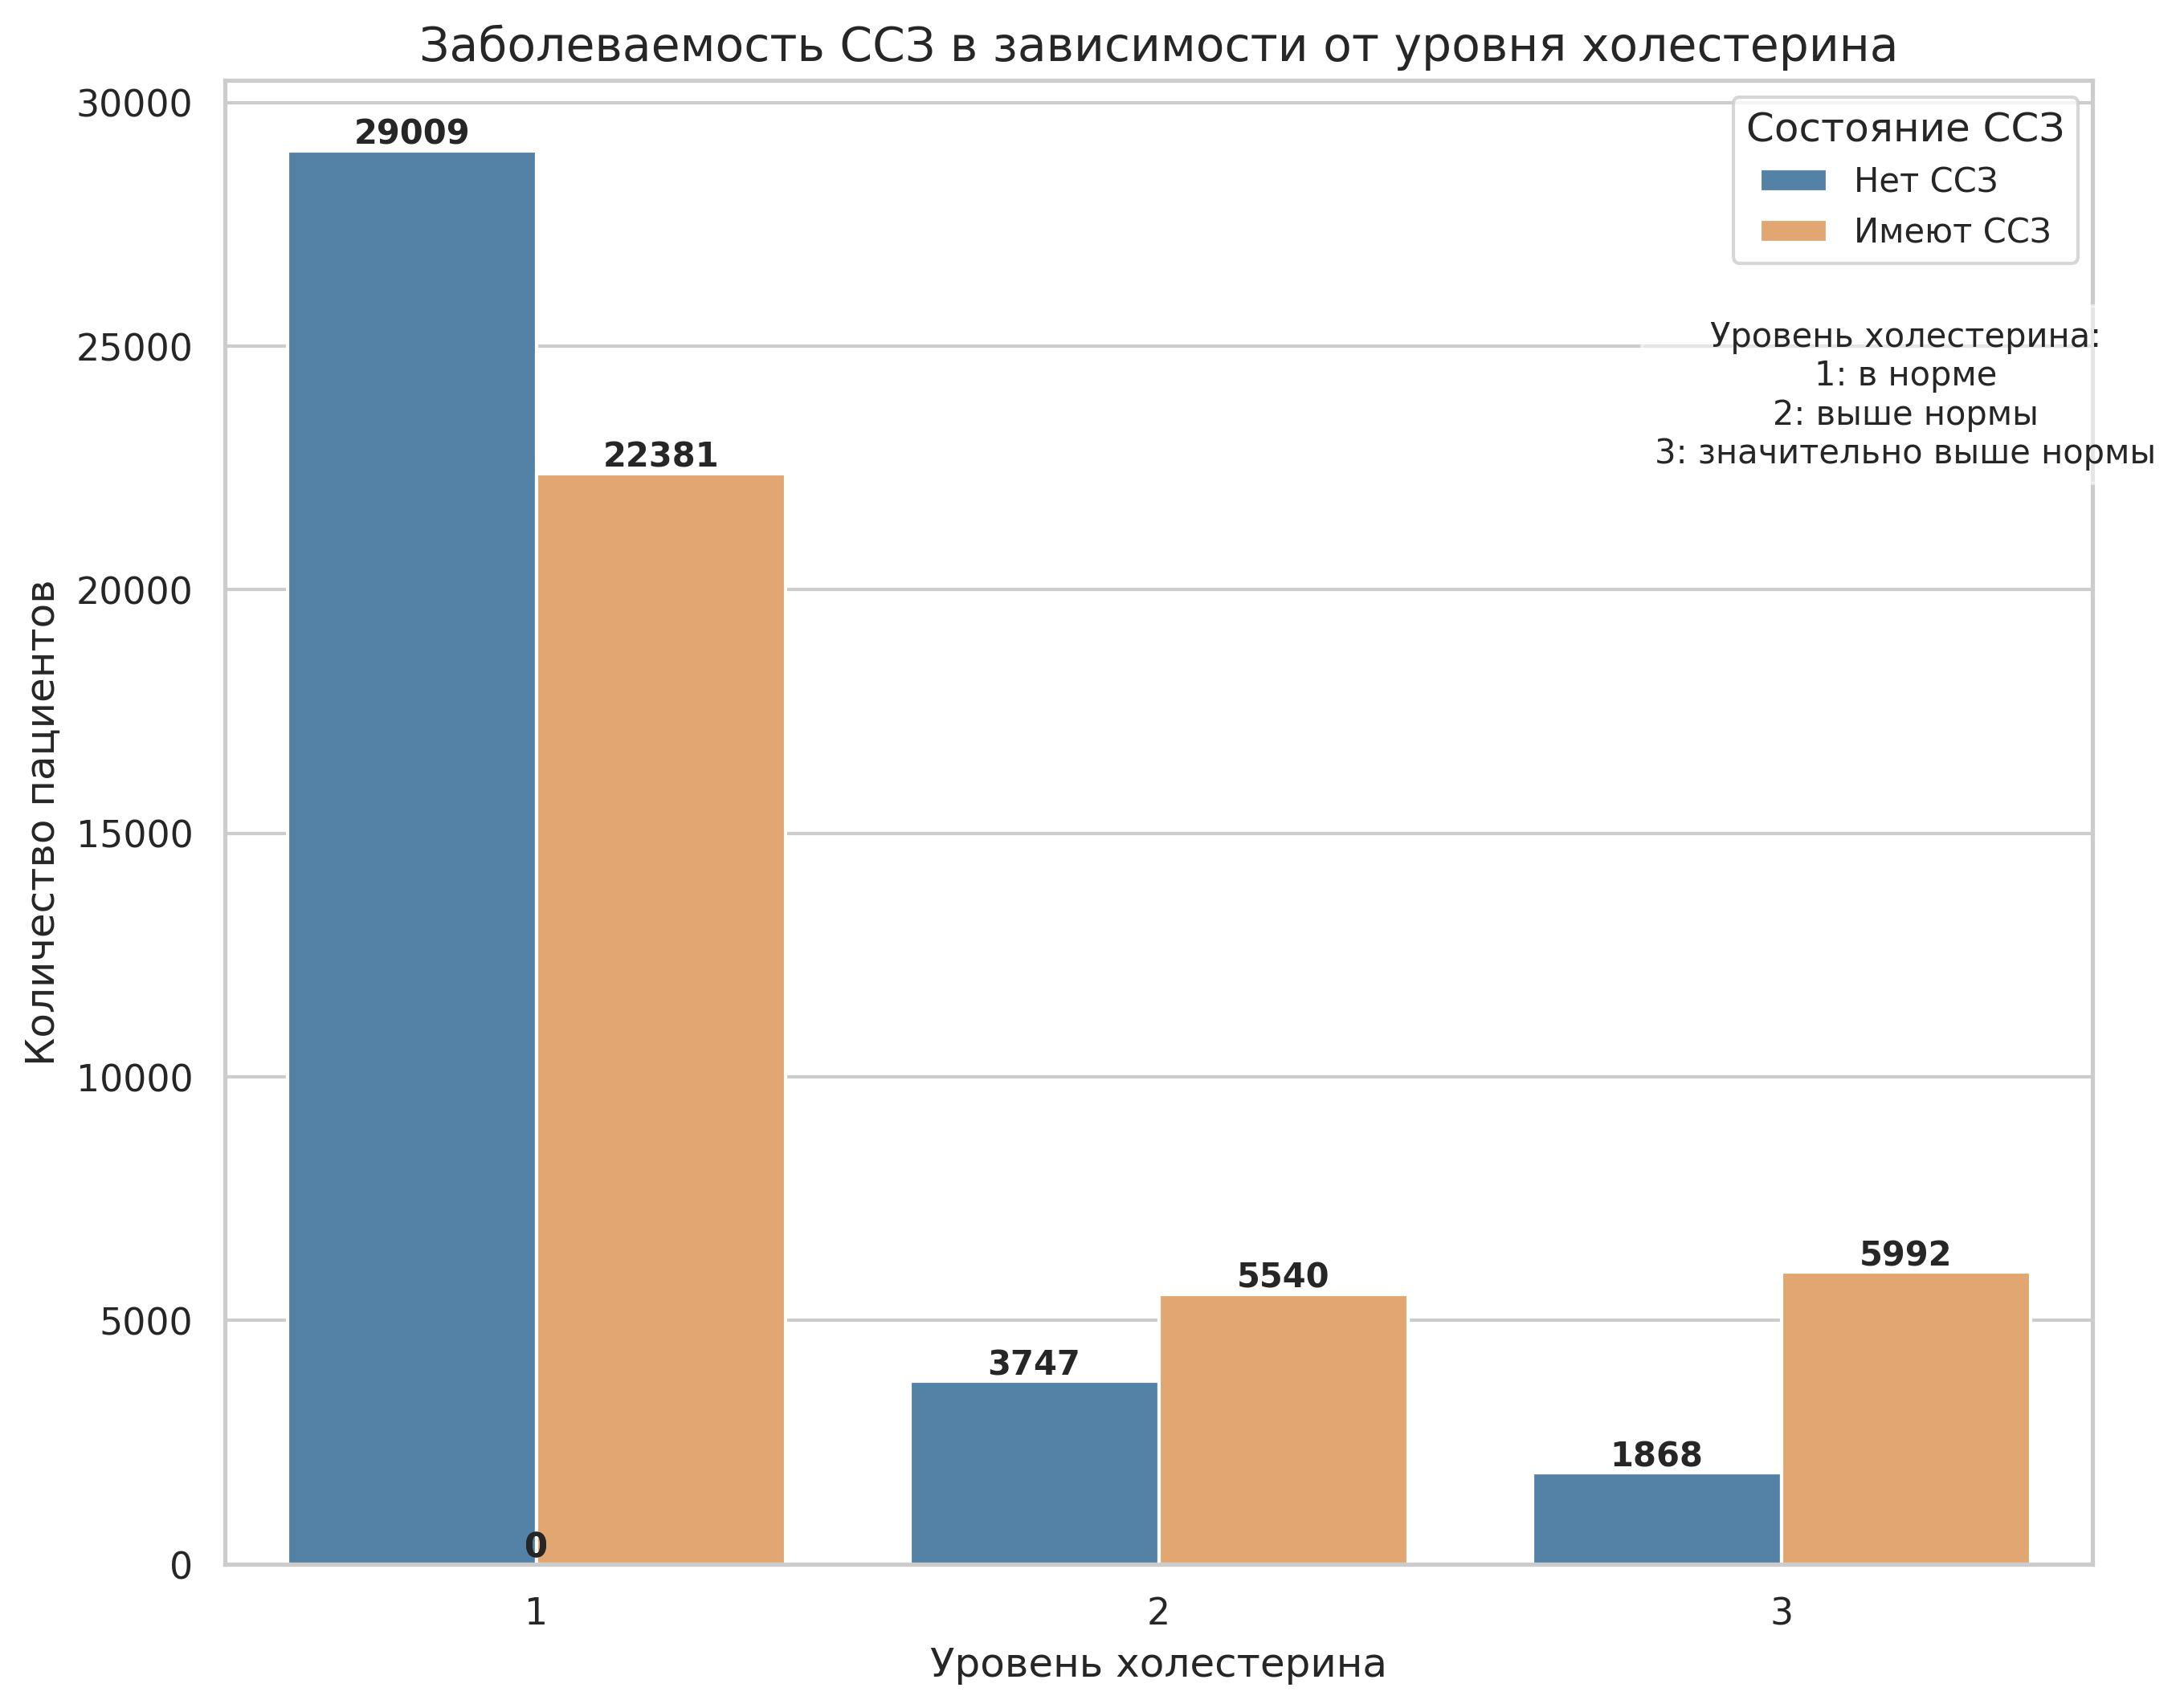 Заболеваемость ССЗ в зависимости от уровня холестерина
30000
25000
20000
15000
10000
5000
0
Количество пациентов
29009
22381
0
3747
5540
1868
5992
Состояние ССЗ
Нет ССЗ
Имеют ССЗ
Уровень холестерина:
1: в норме
2: выше нормы
3: значительно выше нормы
1
2
3
Уровень холестерина